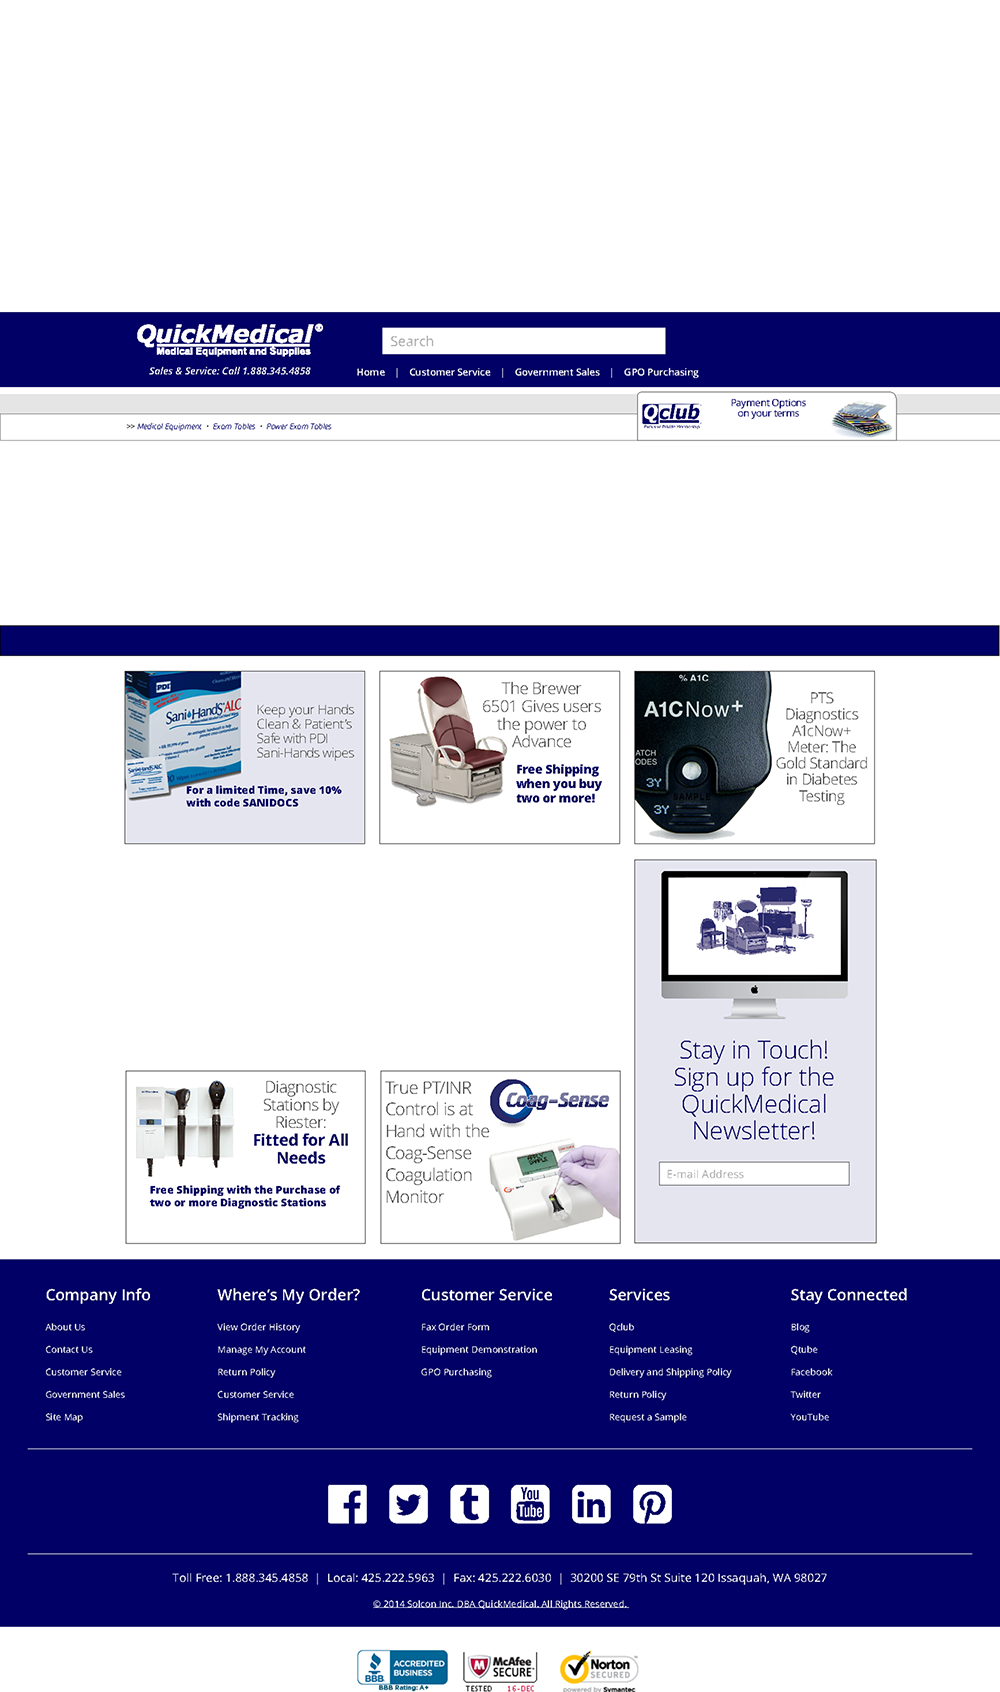 QuickMedical®
Medical Equipment and Supplies
Sales & Service: Call 1.888.345.4858
Search
Home | Customer Service | Government Sales | GPO Purchasing
>> Medical Equipment • Exam Tables • Power Exam Tables
Qclub
Payment Options
on your terms
PDI
Sani-Hands ALC
Keep your Hands
Clean & Patient's
Safe with PDI
Sani-Hands wipes
For a limited Time, save 10%
with code SANIDOCS
The Brewer
6501 Gives users
the power to
Advance
Free Shipping
when you buy
two or more!
% A1C
A1CNow+
ATCH
ODES
3Y
3Y
SAMPLE
3Y
PTS
Diagnostics
A1cNow+
Meter: The
Gold Standard
in Diabetes
Testing
Stay in Touch!
Sign up for the
QuickMedical
Newsletter!
E-mail Address
Diagnostic
Stations by
Riester:
Fitted for All
Needs
Free Shipping with the Purchase of
two or more Diagnostic Stations
True PT/INR
Control is at
Hand with the
Coag-Sense
Coagulation
Monitor
Coag-Sense
Company Info
About Us
Contact Us
Customer Service
Government Sales
Site Map
Where's My Order?
View Order History
Manage My Account
Return Policy
Customer Service
Shipment Tracking
Customer Service
Fax Order Form
Equipment Demonstration
GPO Purchasing
Services
Qclub
Equipment Leasing
Delivery and Shipping Policy
Return Policy
Request a Sample
Stay Connected
Blog
Qtube
Facebook
Twitter
YouTube
You
Tube
Toll Free: 1.888.345.4858 | Local: 425.222.5963 | Fax: 425.222.6030 | 30200 SE 79th St Suite 120 Issaquah, WA 98027
© 2014 Solcon Inc. DBA QuickMedical. All Rights Reserved.
BBB
ACCREDITED
BUSINESS
BBB Rating: A+
McAfee
SECURE
TESTED 16-DEC
Norton
SECURED
powered by Symantec